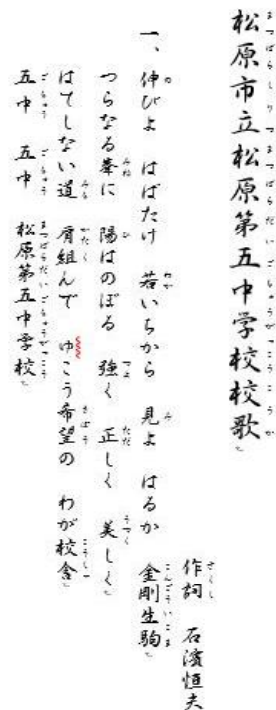 松原市立松原第五中学校校歌
作詞 石濱恒夫
一、伸びよ はばたけ 若いちから 見よ はるか 金剛生駒
つらなる峯に 陽はのぼる 強く 正しく 美しく
はてしない道 肩組んで ゆこう希望の わが校舎
五中 五中 松原第五中学校